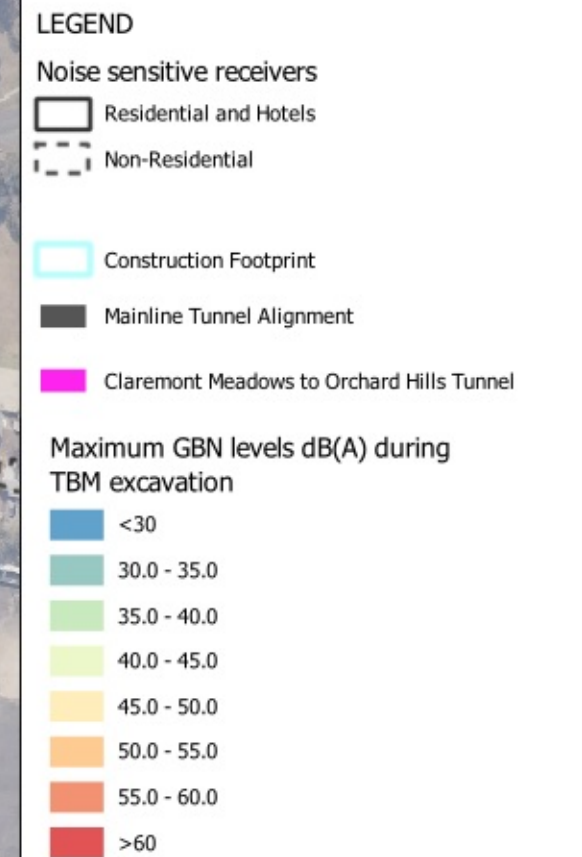 LEGEND
Noise sensitive receivers
Residential and Hotels
Non-Residential
Construction Footprint
Mainline Tunnel Alignment
Claremont Meadows to Orchard Hills Tunnel
Maximum GBN levels dB(A) during
TBM excavation
<30
30.0 - 35.0
35.0 - 40.0
40.0 - 45.0
45.0 - 50.0
50.0 - 55.0
55.0 - 60.0
>60